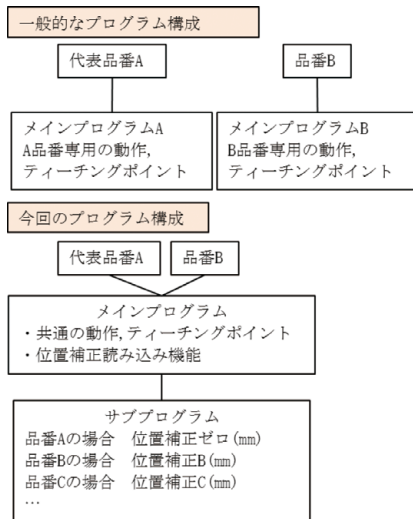 一般的なプログラム構成
代表品番A
品番B
メインプログラムA
A品番専用の動作,
ティーチングポイント
メインプログラムB
B品番専用の動作,
ティーチングポイント
今回のプログラム構成
代表品番A
品番B
メインプログラム
・共通の動作,ティーチングポイント
・位置補正読み込み機能
サブプログラム
品番Aの場合 位置補正ゼロ(mm)
品番Bの場合 位置補正B(mm)
品番Cの場合 位置補正C(mm)
…